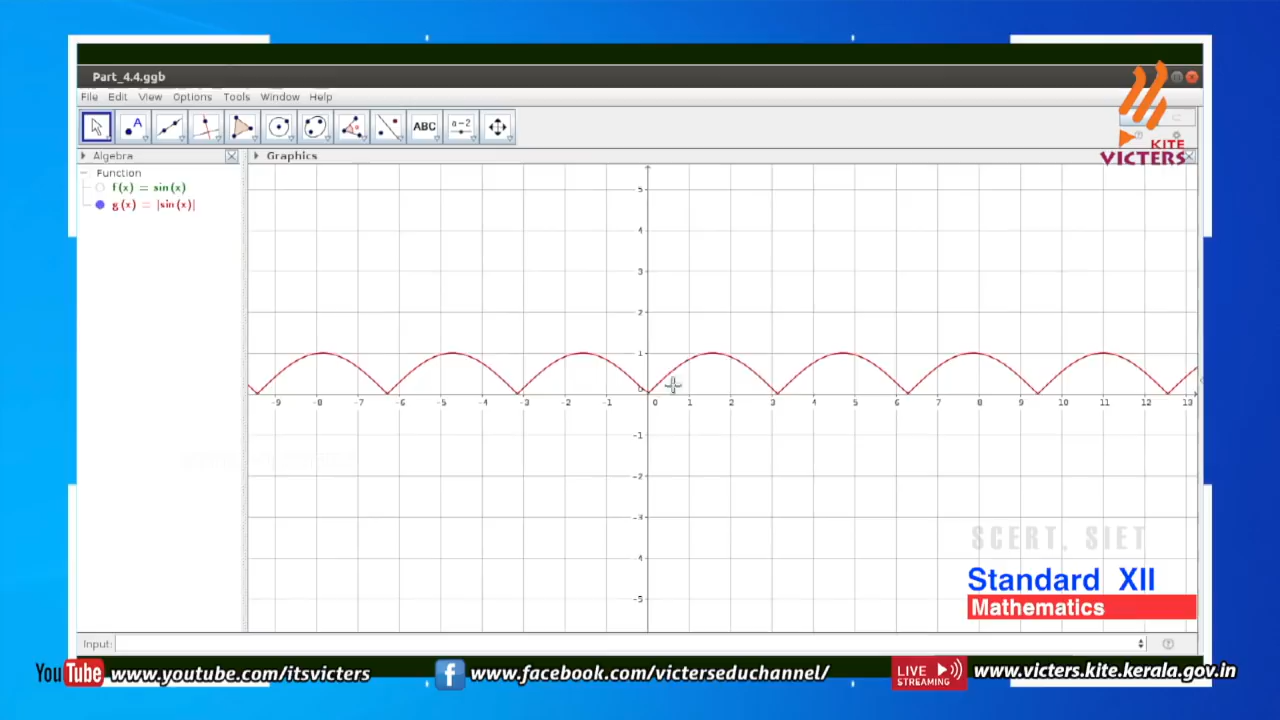 Part_4.4.ggb
File Edit View Options Tools Window Help
A
ABC
a=2
KITE
VICTERS
Algebra
Graphics
Function
f(x) = sin(x)
g(x) = |sin(x)|
5
4
3
2
1
0
-9 -8 -7 -6 -5 -4 -3 -2 -1 0 1 2 3 4 5 6 7 8 9 10 11 12 13
-1
-2
-3
-4
-5
SCERT, SIET
Standard XII
Mathematics
Input:
YouTube www.youtube.com/itsvicters
f www.facebook.com/victerseduchannel/
LIVE STREAMING www.victers.kite.kerala.gov.in